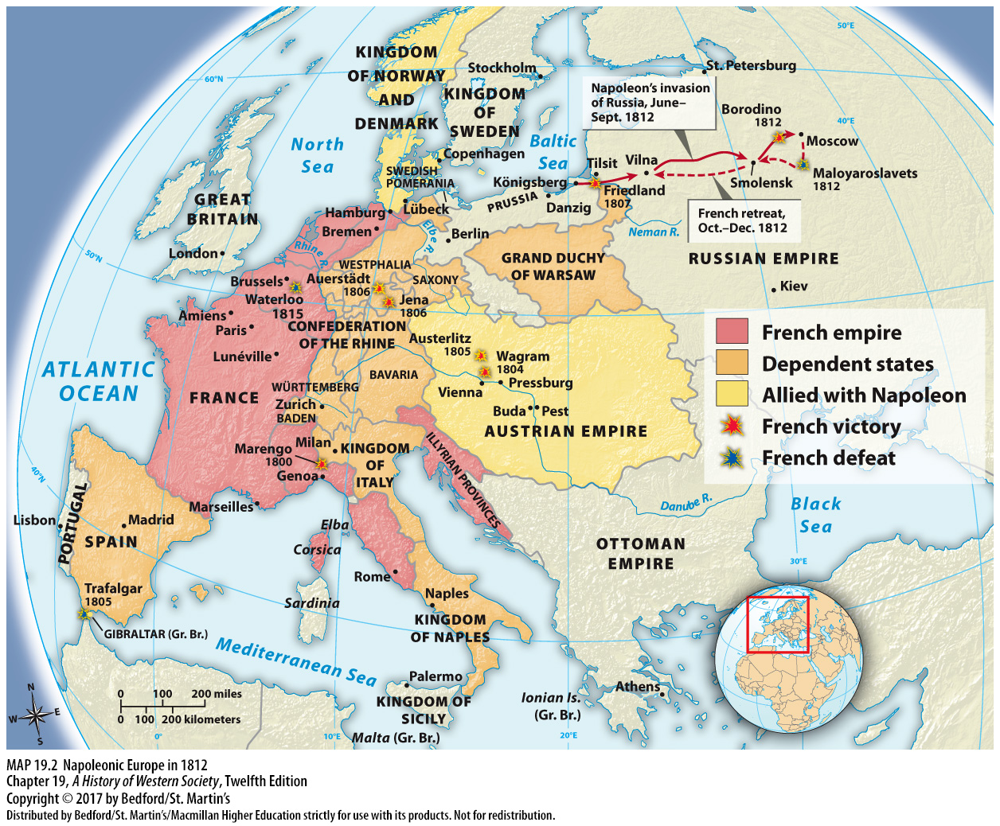 KINGDOM
OF NORWAY
AND
DENMARK
Stockholm
KINGDOM
OF
SWEDEN
St. Petersburg
50°E
60°N
Napoleon's invasion
of Russia, June–
Sept. 1812
Borodino
1812
40°E
Moscow
North
Sea
Baltic
Sea
Copenhagen
SWEDISH
POMERANIA
Tilsit
Vilna
Königsberg
Smolensk
Maloyaroslavets
1812
Friedland
1807
PRUSSIA
Danzig
GREAT
BRITAIN
Hamburg
Lübeck
Bremen
Elbe
R.
Berlin
French retreat,
Oct.–Dec. 1812
Neman R.
London
50°N
Rhine R.
WESTPHALIA
GRAND DUCHY
OF WARSAW
RUSSIAN EMPIRE
Brussels
Auerstädt
1806
SAXONY
Kiev
Waterloo
1815
Jena
1806
Amiens
Paris
CONFEDERATION
OF THE RHINE
Austerlitz
1805
Lunéville
Wagram
1804
ATLANTIC
OCEAN
BAVARIA
Vienna
Pressburg
FRANCE
WÜRTTEMBERG
Zurich
BADEN
Buda
Pest
AUSTRIAN EMPIRE
French empire
Dependent states
Allied with Napoleon
French victory
French defeat
Marengo
1800
Milan
KINGDOM
OF
ITALY
ILLYRIAN PROVINCES
Genoa
40°N
PORTUGAL
Marseilles
Danube R.
Black
Sea
Lisbon
Madrid
SPAIN
Elba
Corsica
OTTOMAN
EMPIRE
30°E
Rome
Trafalgar
1805
Sardinia
Naples
KINGDOM
OF NAPLES
GIBRALTAR (Gr. Br.)
Mediterranean Sea
Palermo
KINGDOM OF
SICILY
Athens
Ionian Is.
(Gr. Br.)
Malta (Gr. Br.)
N
W
E
S
0 100 200 miles
0 100 200 kilometers
0°
10°E
20°E
MAP 19.2 Napoleonic Europe in 1812
Chapter 19, A History of Western Society, Twelfth Edition
Copyright © 2017 by Bedford/St. Martin's
Distributed by Bedford/St. Martin's/Macmillan Higher Education strictly for use with its products. Not for redistribution.